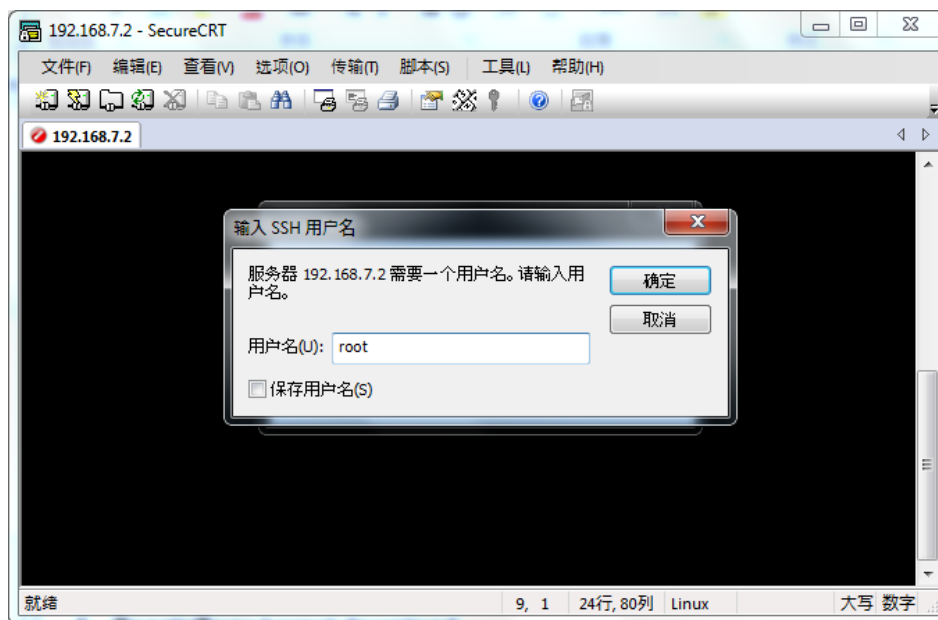 192.168.7.2 - SecureCRT
文件(F) 编辑(E) 查看(V) 选项(O) 传输(T) 脚本(S) 工具(L) 帮助(H)
192.168.7.2
输入 SSH 用户名
服务器 192.168.7.2 需要一个用户名。请输入用
户名。
确定
取消
用户名(U): root
保存用户名(S)
就绪 9, 1 24行, 80列 Linux 大写 数字